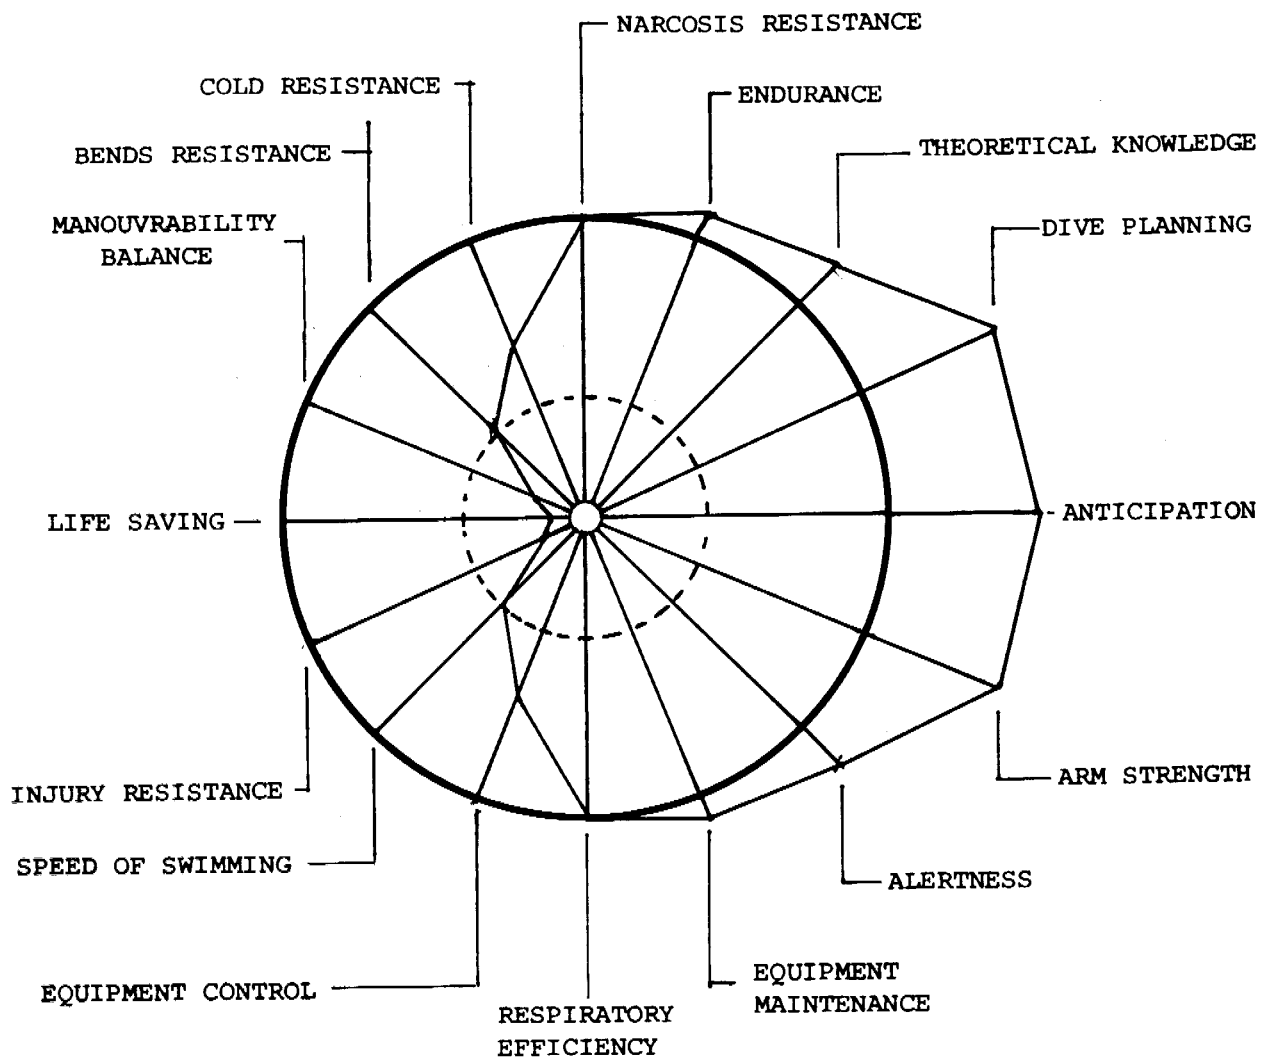 NARCOSIS RESISTANCE
COLD RESISTANCE
ENDURANCE
BENDS RESISTANCE
THEORETICAL KNOWLEDGE
MANOUVRABILITY
BALANCE
DIVE PLANNING
LIFE SAVING
ANTICIPATION
INJURY RESISTANCE
ARM STRENGTH
SPEED OF SWIMMING
ALERTNESS
EQUIPMENT CONTROL
EQUIPMENT
MAINTENANCE
RESPIRATORY
EFFICIENCY